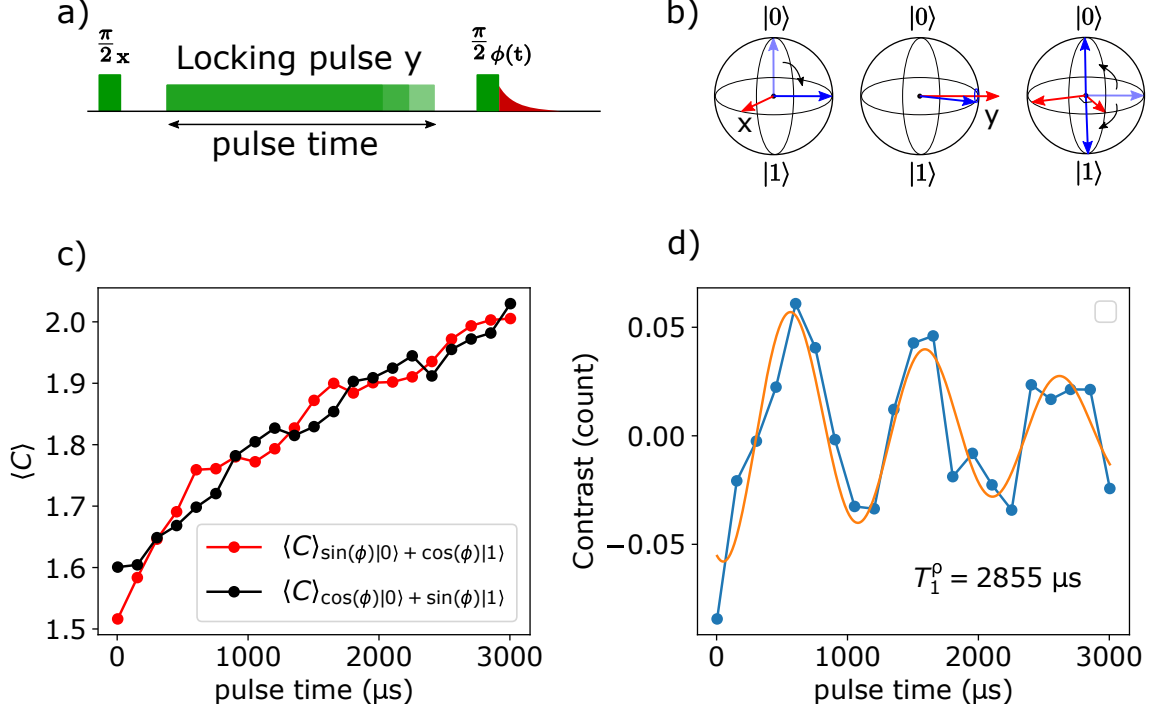 a)
π/2 x
Locking pulse y
π/2 ϕ(t)
pulse time
b)
|0⟩ |0⟩ |0⟩
x y
|1⟩ |1⟩ |1⟩
c)
2.0
1.9
1.8
1.7
1.6
1.5
⟨C⟩
⟨C⟩sin(ϕ)|0⟩ + cos(ϕ)|1⟩
⟨C⟩cos(ϕ)|0⟩ + sin(ϕ)|1⟩
0 1000 2000 3000
pulse time (µs)
d)
0.05
0.00
−0.05
Contrast (count)
T₁ᵖ = 2855 µs
0 1000 2000 3000
pulse time (µs)